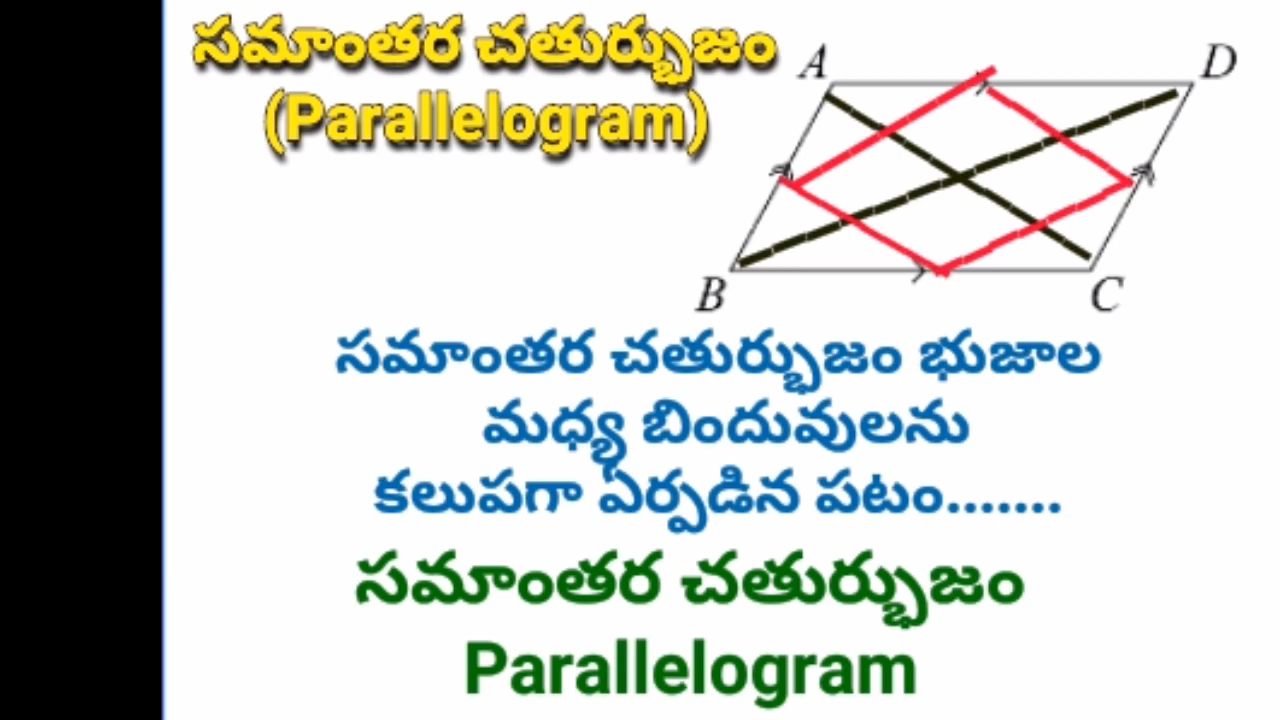 సమాంతర చతుర్భుజం
(Parallelogram)
A
D
B
C
సమాంతర చతుర్భుజం భుజాల
మధ్య బిందువులను
కలుపగా ఏర్పడిన పటం.......
సమాంతర చతుర్భుజం
Parallelogram